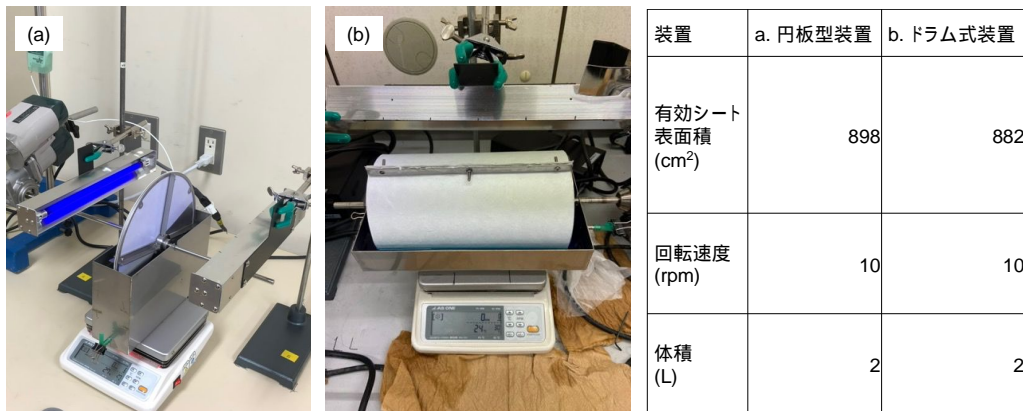 (a)
(b)
装置
a. 円板型装置
b. ドラム式装置
有効シート
表面積
(cm2)
898
882
回転速度
(rpm)
10
10
体積
(L)
2
2